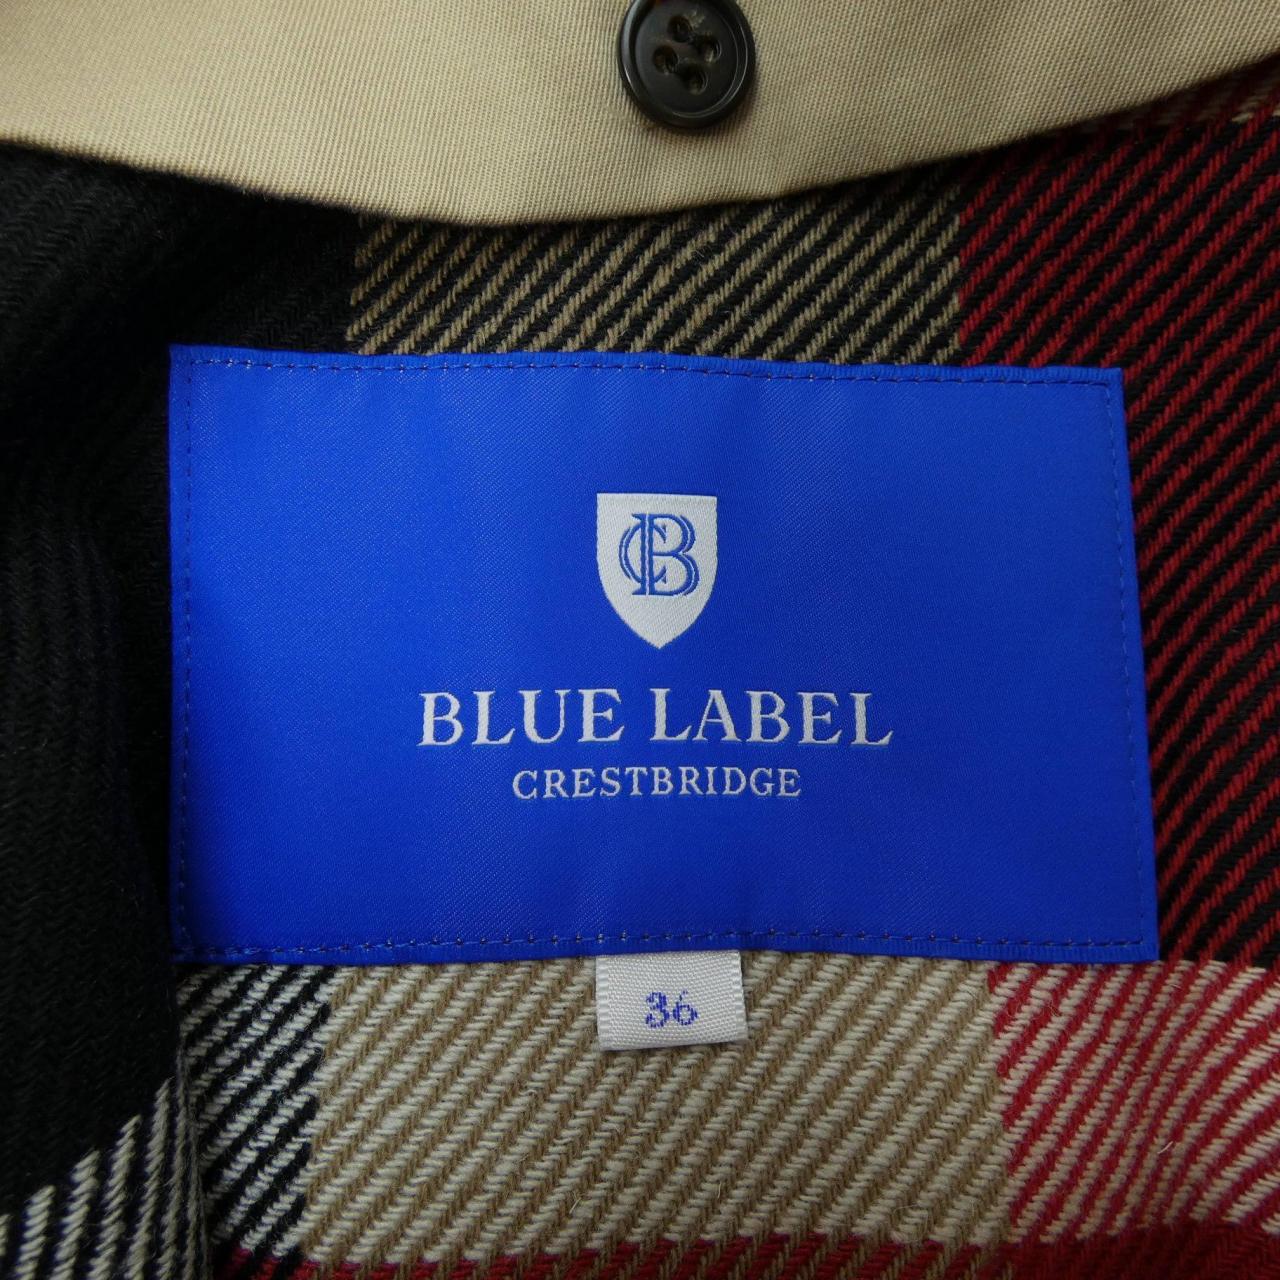 CB
BLUE LABEL
CRESTBRIDGE
36